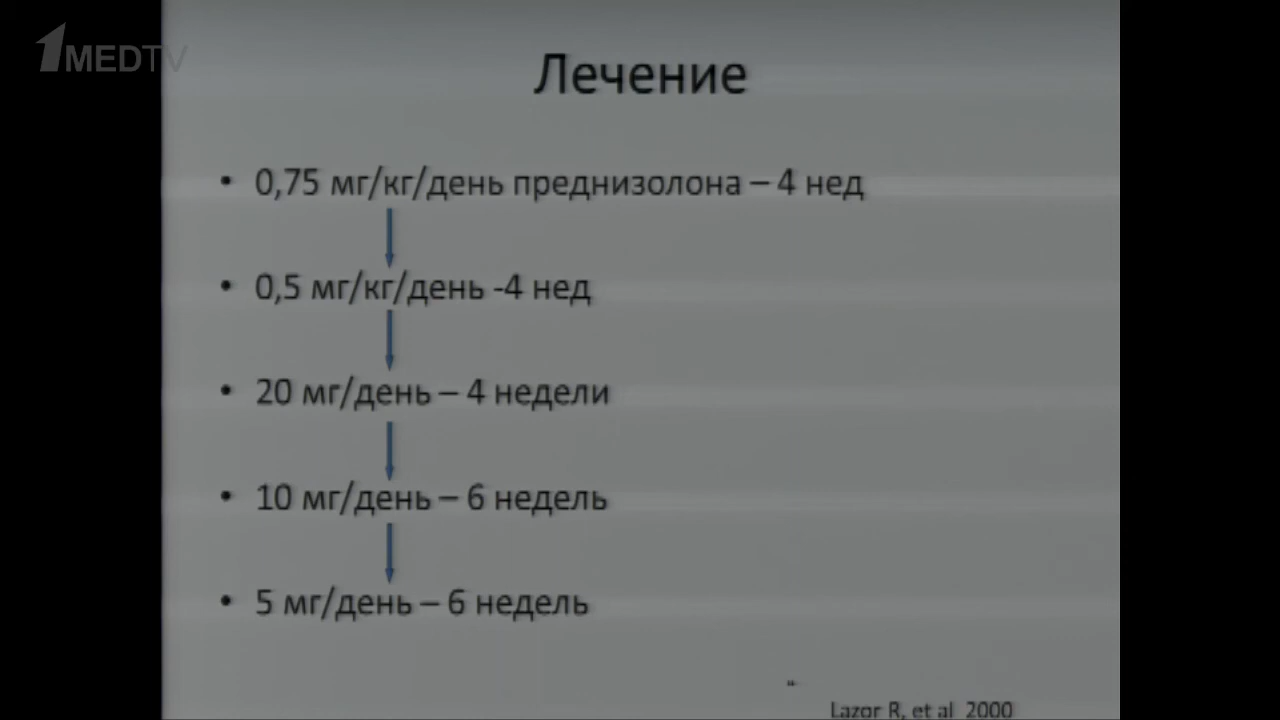 1MEDTV
Лечение
• 0,75 мг/кг/день преднизолона – 4 нед
• 0,5 мг/кг/день -4 нед
• 20 мг/день – 4 недели
• 10 мг/день – 6 недель
• 5 мг/день – 6 недель
Lazor R, et al 2000